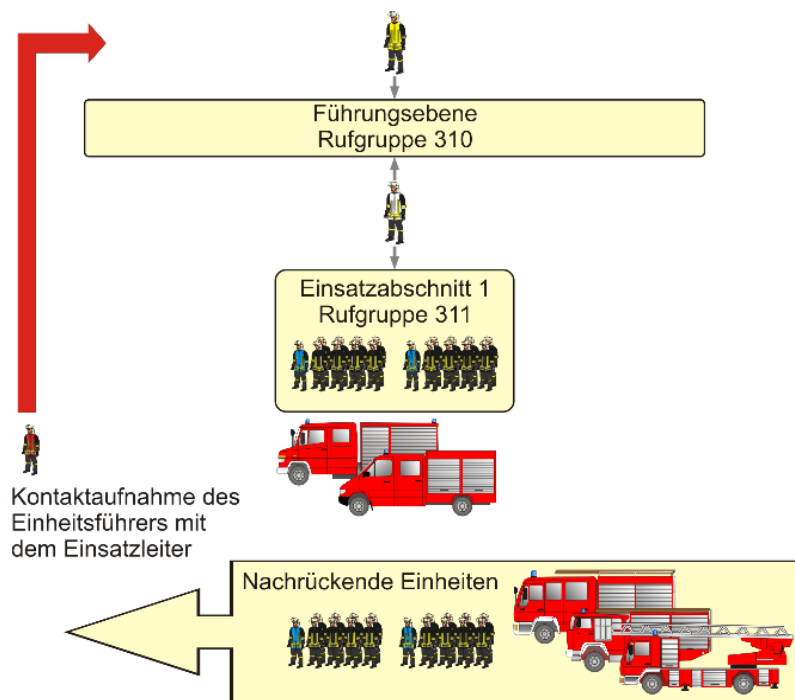 Führungsebene
Rufgruppe 310
Einsatzabschnitt 1
Rufgruppe 311
Kontaktaufnahme des
Einheitsführers mit
dem Einsatzleiter
Nachrückende Einheiten